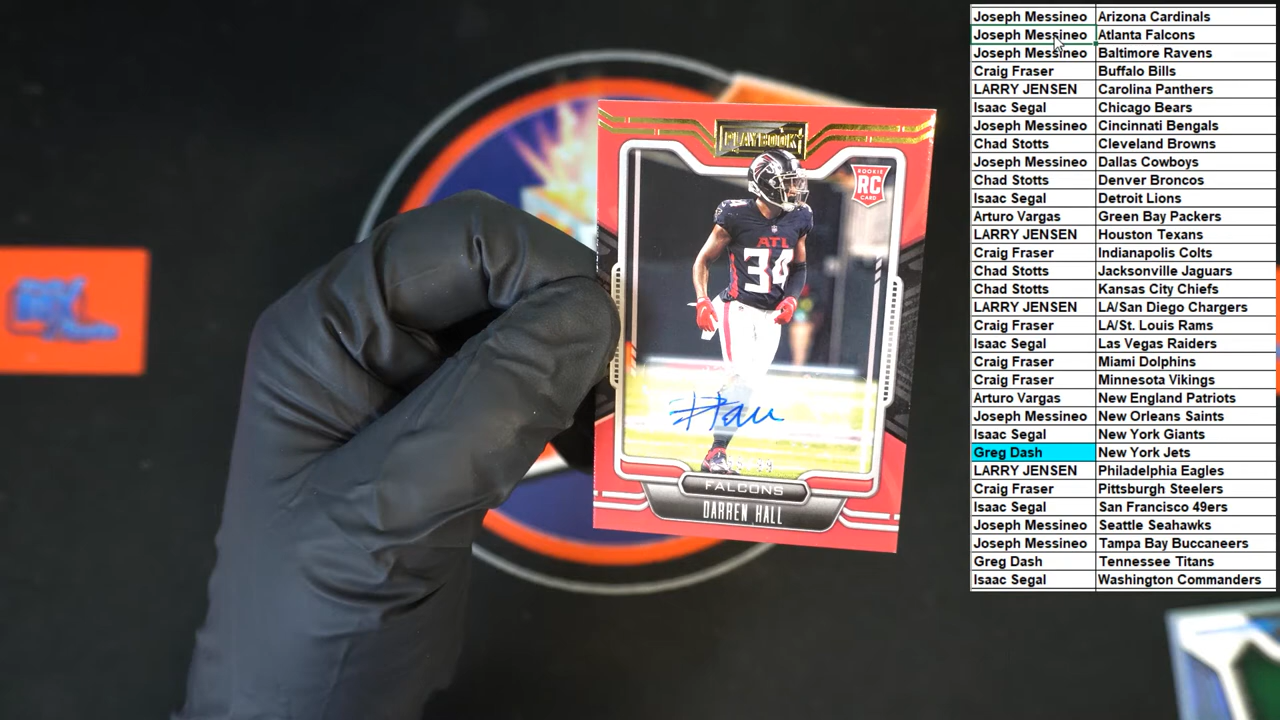 PLAYBOOK
ROOKIE
RC
CARD
ATL
34
FALCONS
DARREN HALL
Joseph Messineo Arizona Cardinals
Joseph Messineo Atlanta Falcons
Joseph Messineo Baltimore Ravens
Craig Fraser Buffalo Bills
LARRY JENSEN Carolina Panthers
Isaac Segal Chicago Bears
Joseph Messineo Cincinnati Bengals
Chad Stotts Cleveland Browns
Joseph Messineo Dallas Cowboys
Chad Stotts Denver Broncos
Isaac Segal Detroit Lions
Arturo Vargas Green Bay Packers
LARRY JENSEN Houston Texans
Craig Fraser Indianapolis Colts
Chad Stotts Jacksonville Jaguars
Chad Stotts Kansas City Chiefs
LARRY JENSEN LA/San Diego Chargers
Craig Fraser LA/St. Louis Rams
Isaac Segal Las Vegas Raiders
Craig Fraser Miami Dolphins
Craig Fraser Minnesota Vikings
Arturo Vargas New England Patriots
Joseph Messineo New Orleans Saints
Isaac Segal New York Giants
Greg Dash New York Jets
LARRY JENSEN Philadelphia Eagles
Craig Fraser Pittsburgh Steelers
Isaac Segal San Francisco 49ers
Joseph Messineo Seattle Seahawks
Joseph Messineo Tampa Bay Buccaneers
Greg Dash Tennessee Titans
Isaac Segal Washington Commanders